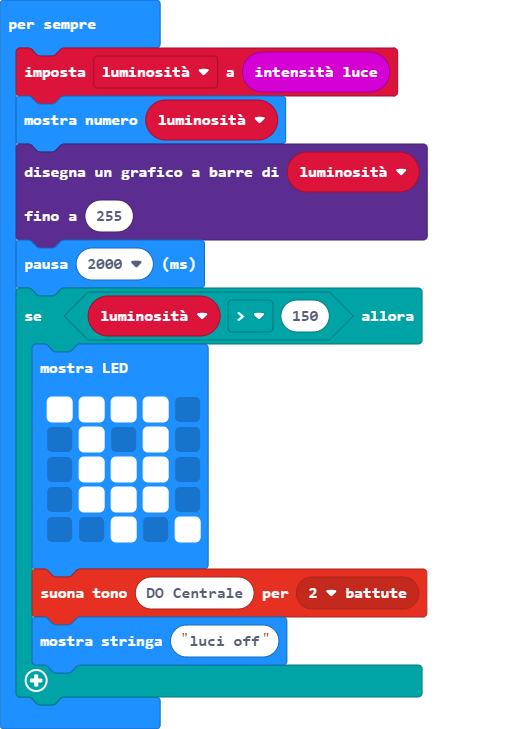 per sempre
imposta luminosità a intensità luce
mostra numero luminosità
disegna un grafico a barre di luminosità
fino a 255
pausa 2000 (ms)
se luminosità > 150 allora
mostra LED
suona tono DO Centrale per 2 battute
mostra stringa "luci off"